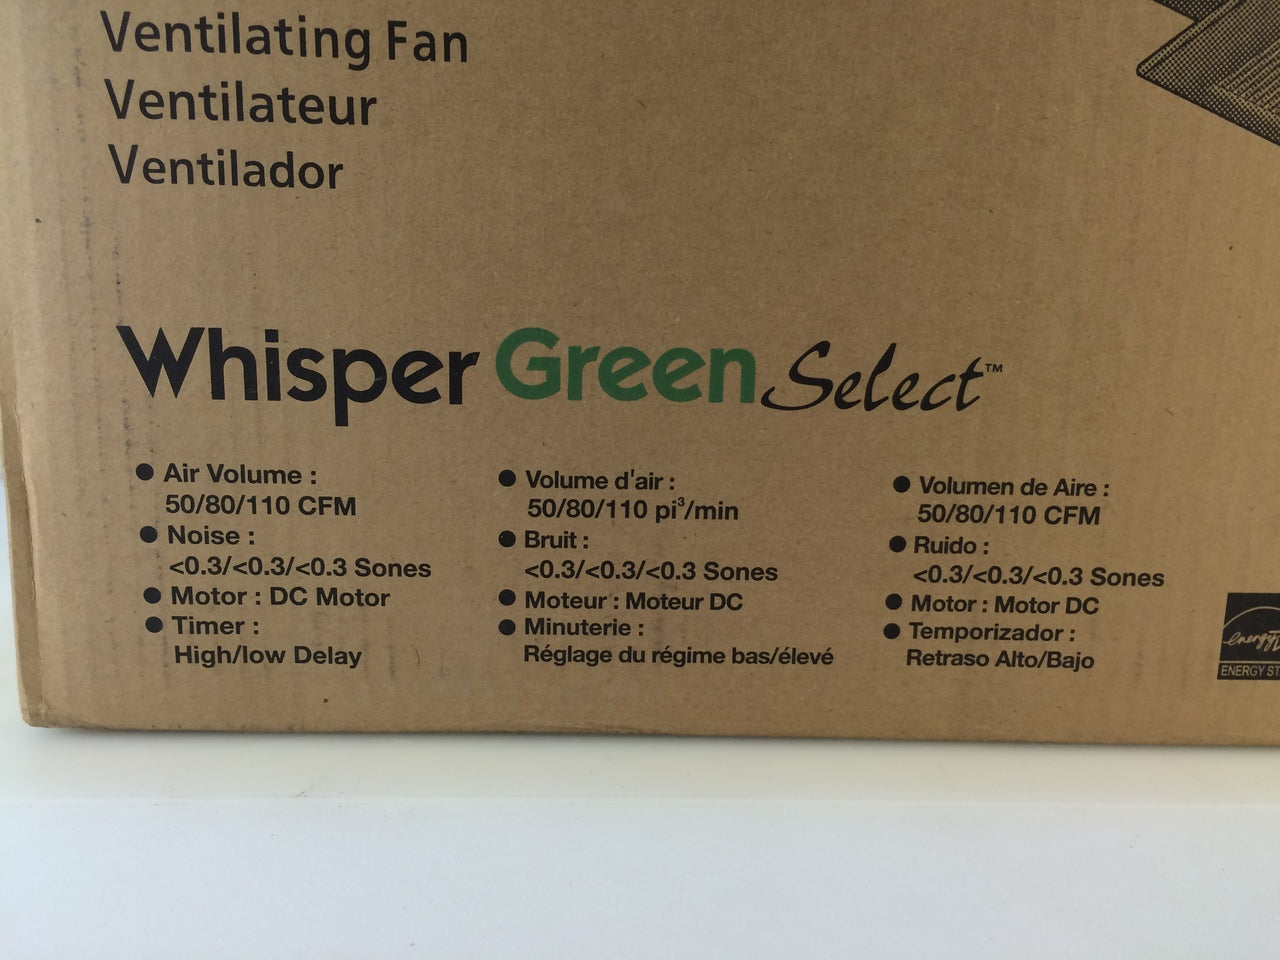 Ventilating Fan
Ventilateur
Ventilador
Whisper Green Select™
● Air Volume :
50/80/110 CFM
● Noise :
<0.3/<0.3/<0.3 Sones
● Motor : DC Motor
● Timer :
High/low Delay
● Volume d'air :
50/80/110 pi³/min
● Bruit :
<0.3/<0.3/<0.3 Sones
● Moteur : Moteur DC
● Minuterie :
Réglage du régime bas/élevé
● Volumen de Aire :
50/80/110 CFM
● Ruido :
<0.3/<0.3/<0.3 Sones
● Motor : Motor DC
● Temporizador :
Retraso Alto/Bajo
energy
ENERGY ST